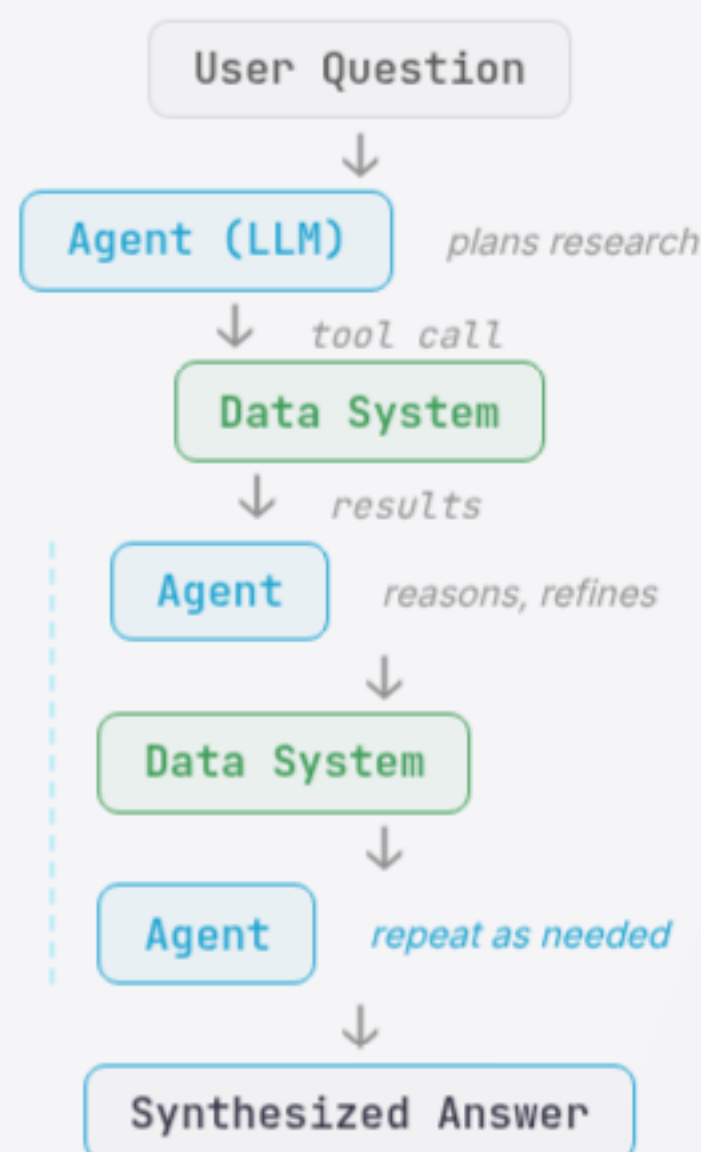 User Question
Agent (LLM) plans research
tool call
Data System
results
Agent reasons, refines
Data System
Agent repeat as needed
Synthesized Answer